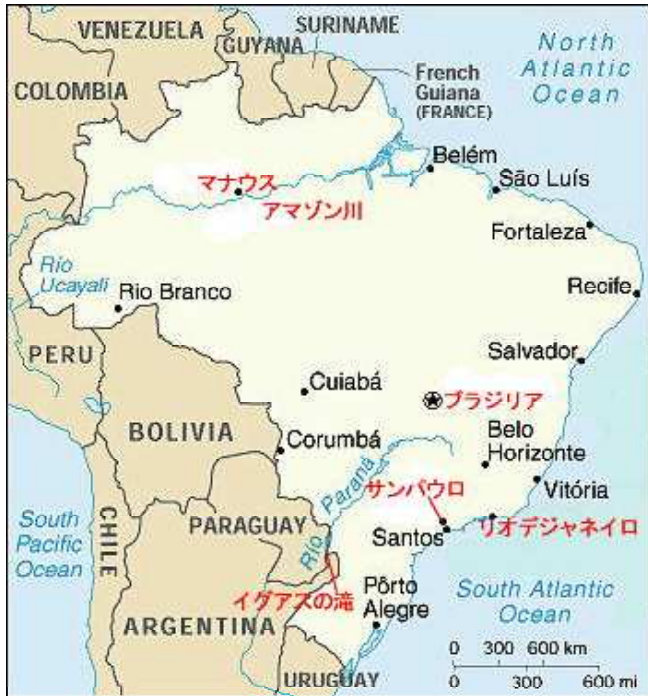 VENEZUELA
SURINAME
GUYANA
North
Atlantic
Ocean
French
Guiana
(FRANCE)
COLOMBIA
Belém
マナウス
São Luís
アマゾン川
Fortaleza
Río
Ucayali
Rio Branco
Recife
PERU
Salvador
Cuiabá
ブラジリア
BOLIVIA
Belo
Horizonte
Corumbá
Río Paraná
サンパウロ
Vitória
South
Pacific
Ocean
CHILE
PARAGUAY
Santos
リオデジャネイロ
イグアスの滝
Pôrto
Alegre
South Atlantic
Ocean
ARGENTINA
URUGUAY
0 300 600 km
0 300 600 mi